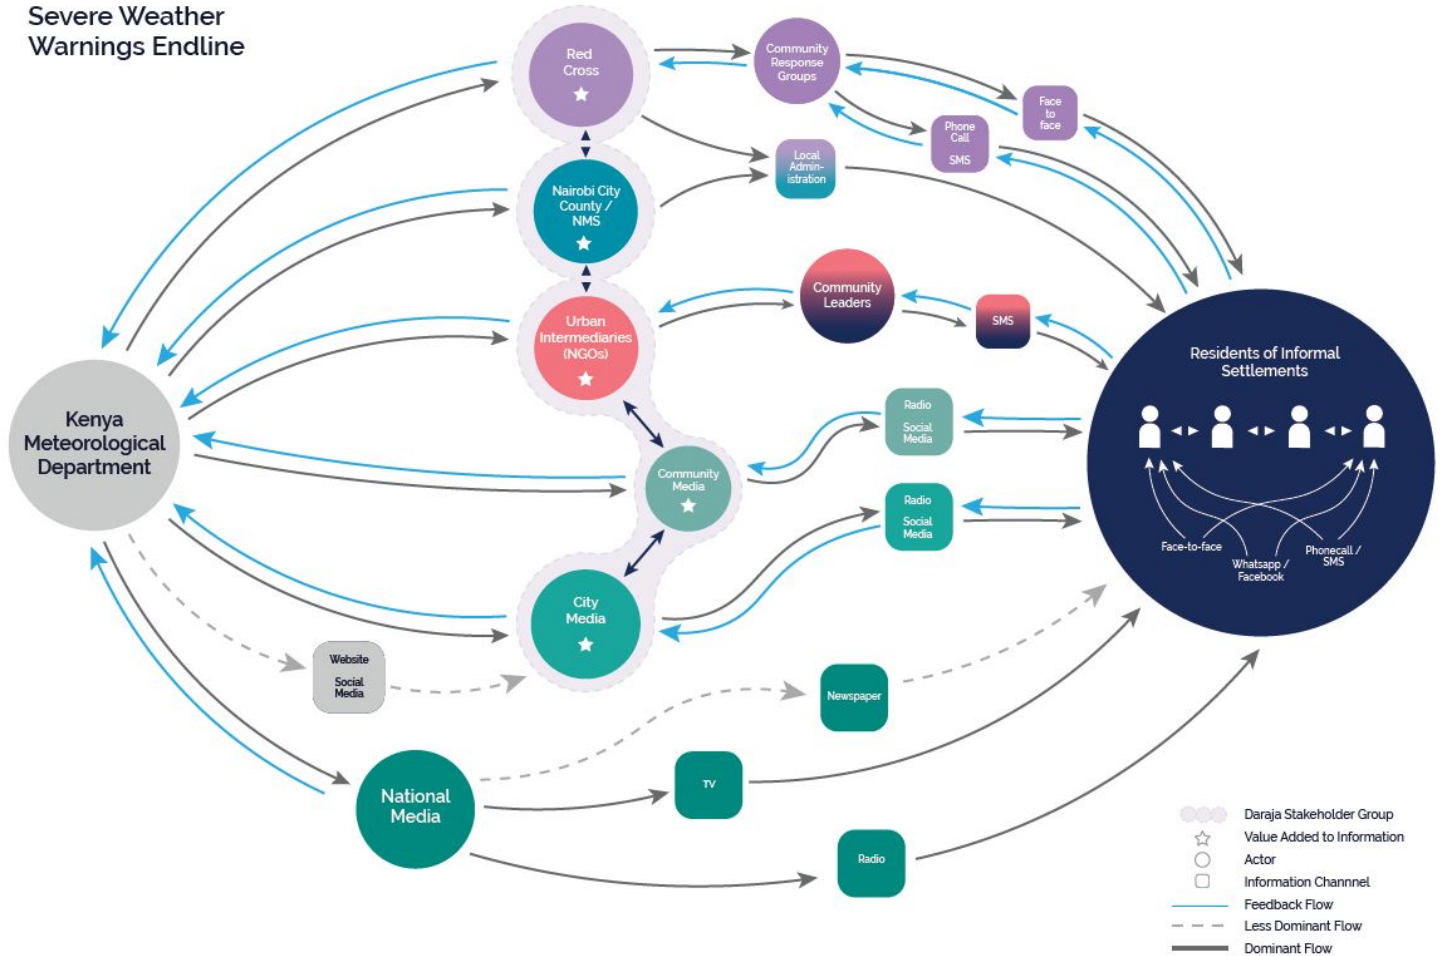 Severe Weather
Warnings Endline
Red
Cross
Community
Response
Groups
Face
to
face
Phone
Call
SMS
Local
Admin-
istration
Nairobi City
County /
NMS
Community
Leaders
SMS
Urban
Intermediaries
(NGOs)
Residents of Informal
Settlements
Kenya
Meteorological
Department
Radio
Social
Media
Community
Media
Radio
Social
Media
Face-to-face
Whatsapp /
Facebook
Phonecall /
SMS
City
Media
Website
Social
Media
Newspaper
National
Media
TV
Radio
Daraja Stakeholder Group
Value Added to Information
Actor
Information Channnel
Feedback Flow
Less Dominant Flow
Dominant Flow